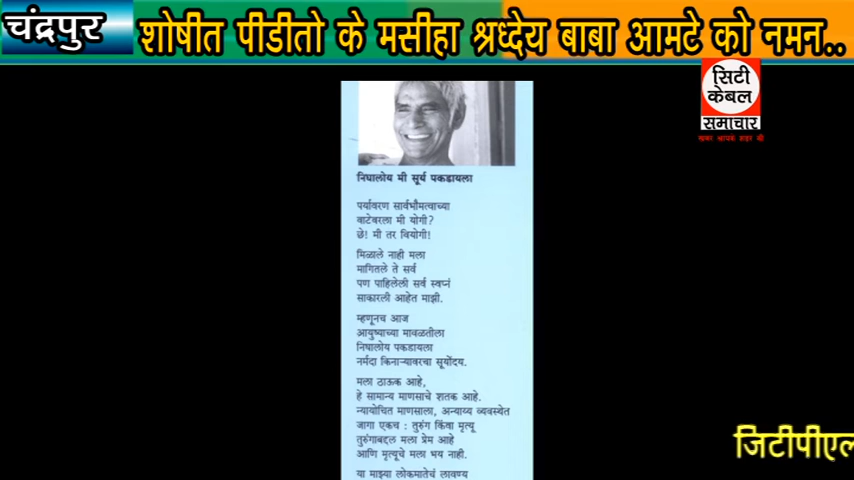 चंद्रपुर
शोषीत पीडीतो के मसीहा श्रध्देय बाबा आमटे को नमन..
सिटी
केबल
समाचार
निघालोय मी सूर्य पकडायला
पर्यावरण सार्वभौमत्वाच्या
वाटेवरला मी योगी?
छे! मी तर वियोगी!
मिळाले नाही मला
मागितले ते सर्व
पण पाहिलेली सर्व स्वप्नं
साकारली आहेत माझी.
म्हणूनच आज
आयुष्याच्या मावळतीला
निघालोय पकडायला
नर्मदा किनाऱ्यावरचा सूर्योदय.
मला ठाऊक आहे,
हे सामान्य माणसाचे शतक आहे.
न्यायोचित माणसाला, अन्याय्य व्यवस्थेत
जागा एकच : तुरुंग किंवा मृत्यू
तुरुंगाबद्दल मला प्रेम आहे
आणि मृत्यूचे मला भय नाही.
या माझ्या लोकमातेचं लावण्य
जिटीपीएल